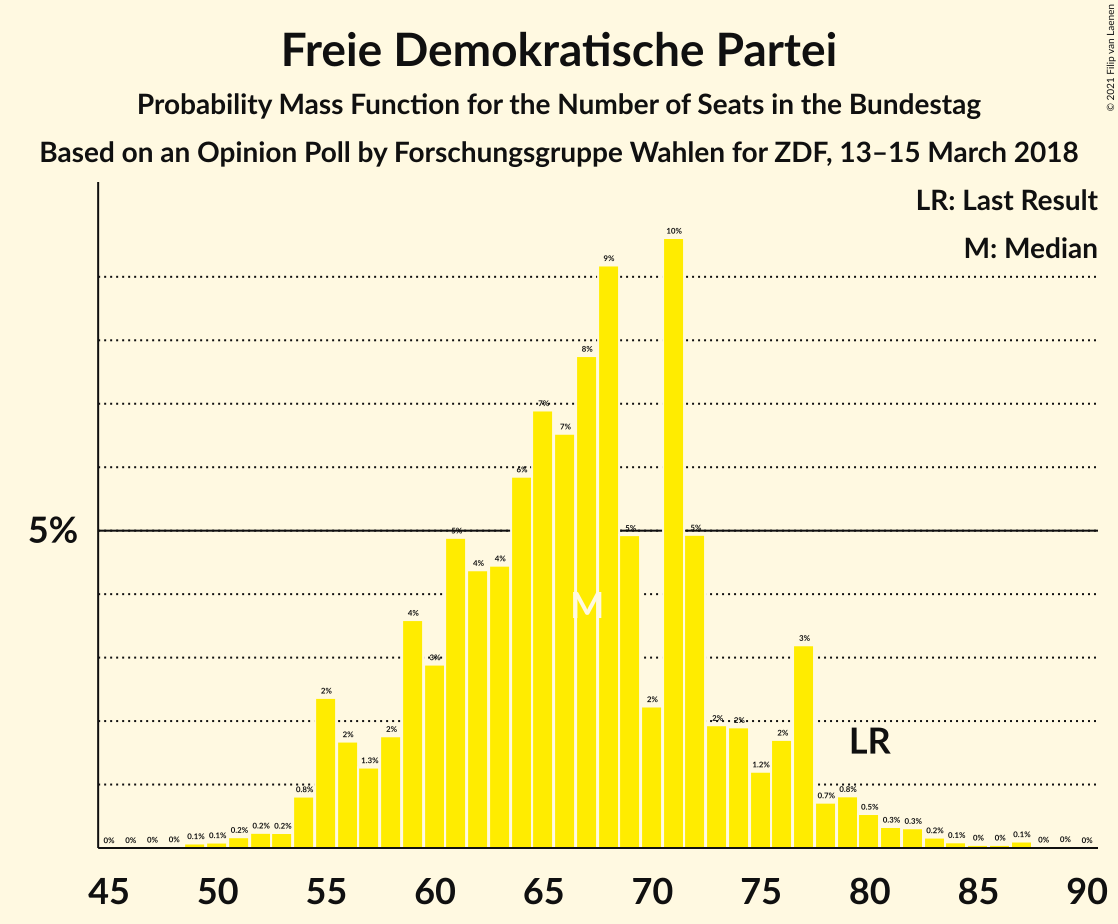 Freie Demokratische Partei
Probability Mass Function for the Number of Seats in the Bundestag
Based on an Opinion Poll by Forschungsgruppe Wahlen for ZDF, 13–15 March 2018
© 2021 Filip van Laenen
LR: Last Result
M: Median
5%
0% 0% 0% 0% 0.1% 0.1% 0.2% 0.2% 0.2% 0.8% 2% 2% 1.3% 2% 4% 3% 5% 4% 4% 6% 7% 7% 8% 9% 5% 2% 10% 5% 2% 2% 1.2% 2% 3% 0.7% 0.8% 0.5% 0.3% 0.3% 0.2% 0.1% 0% 0% 0.1% 0% 0% 0%
M
LR
45 50 55 60 65 70 75 80 85 90